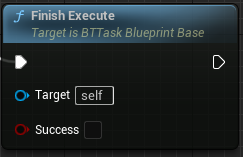 f Finish Execute
Target is BTTask Blueprint Base
Target self
Success